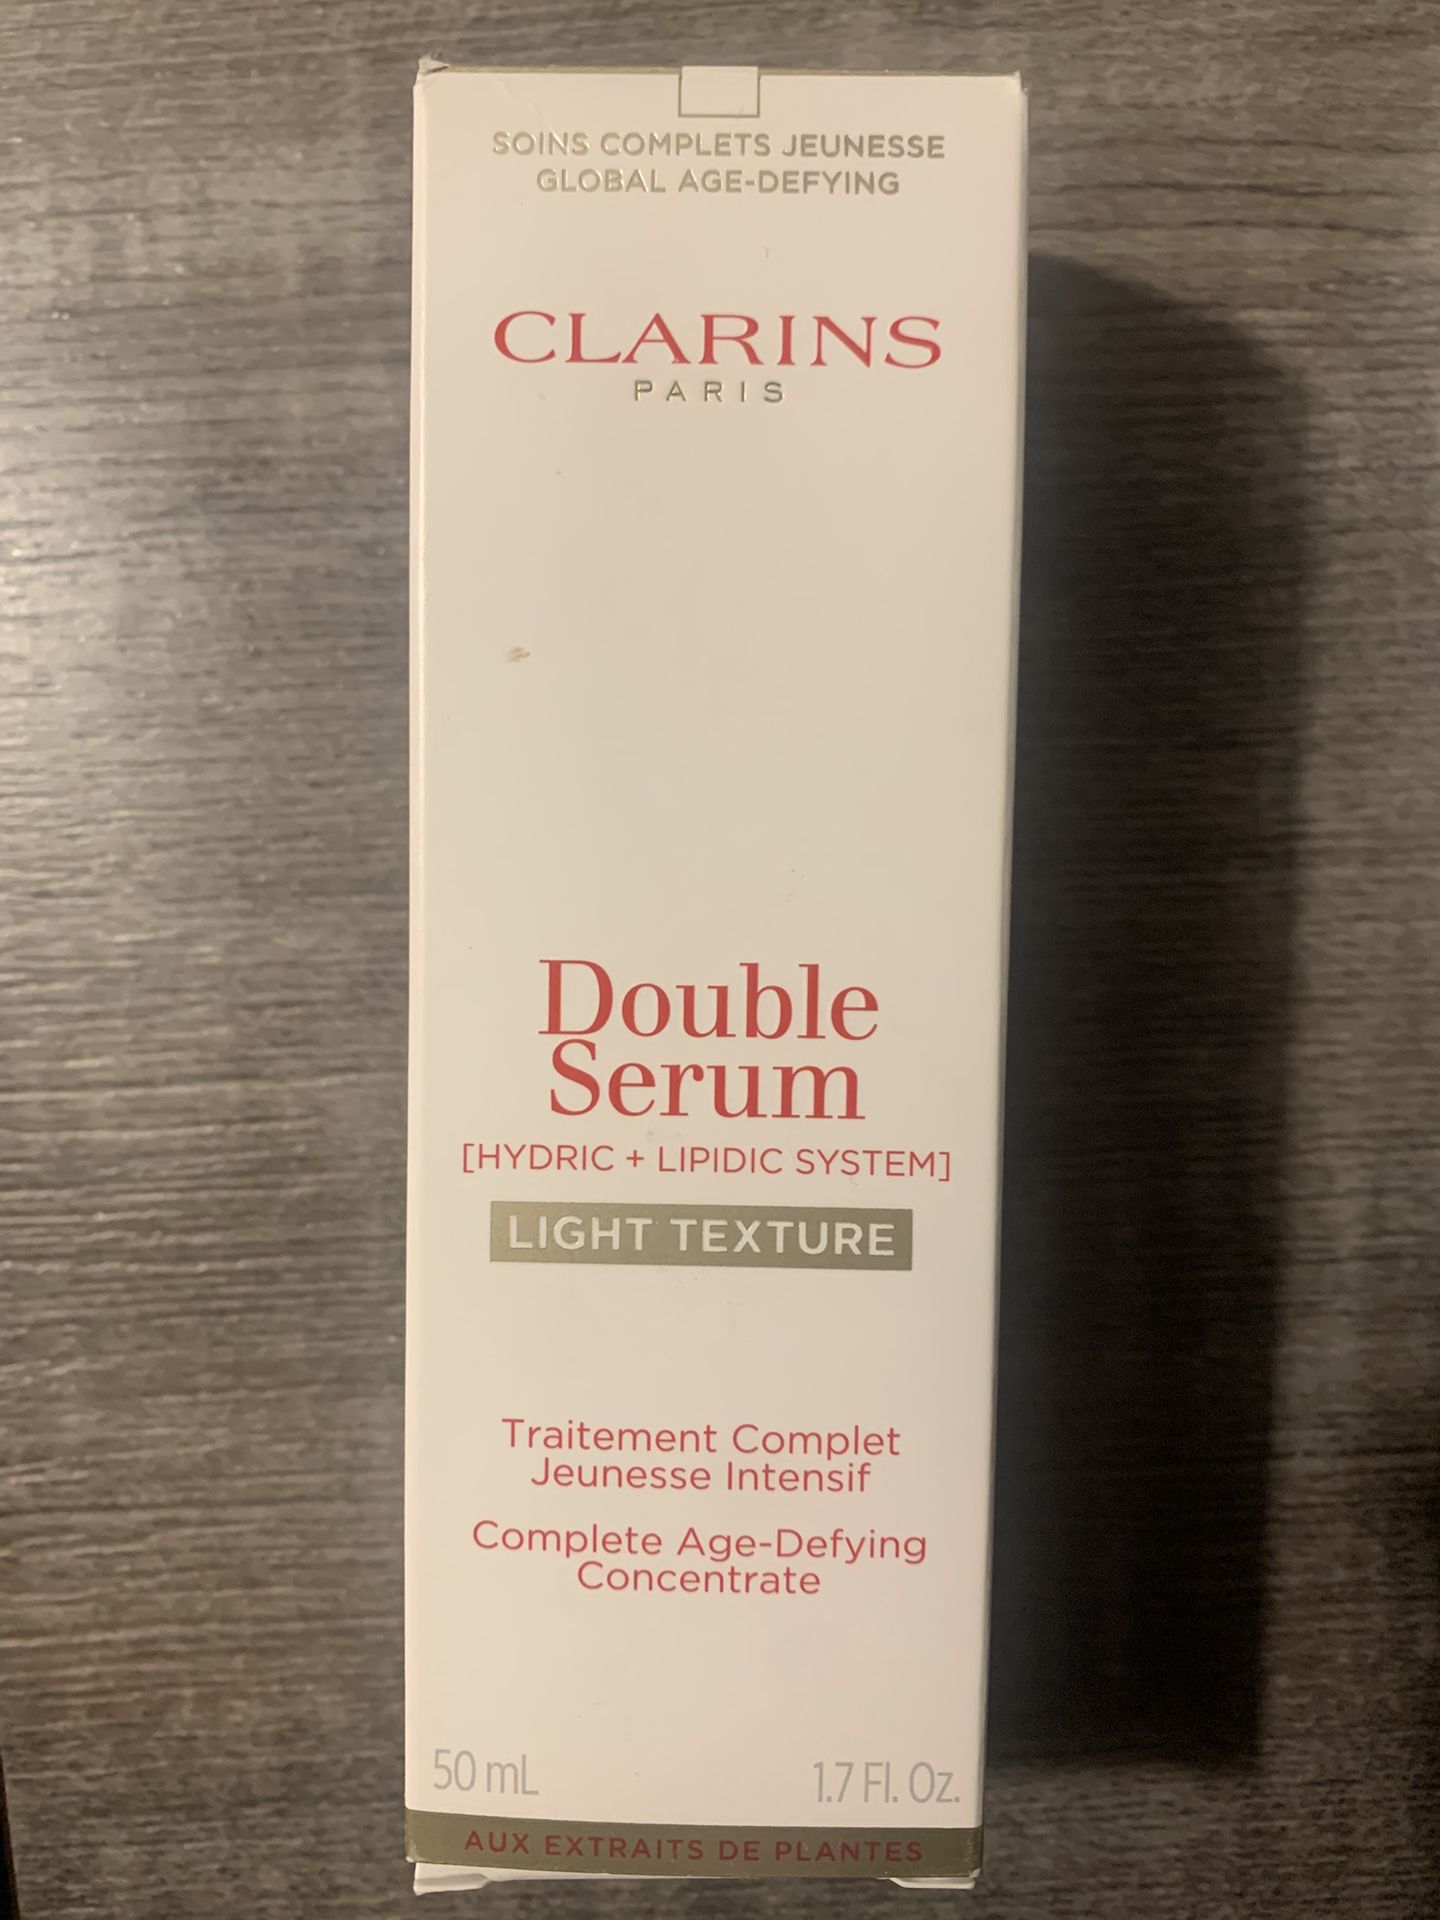 SOINS COMPLETS JEUNESSE
GLOBAL AGE-DEFYING
CLARINS
PARIS
Double
Serum
[HYDRIC + LIPIDIC SYSTEM]
LIGHT TEXTURE
Traitement Complet
Jeunesse Intensif
Complete Age-Defying
Concentrate
50 mL 1.7 Fl. Oz.
AUX EXTRAITS DE PLANTES